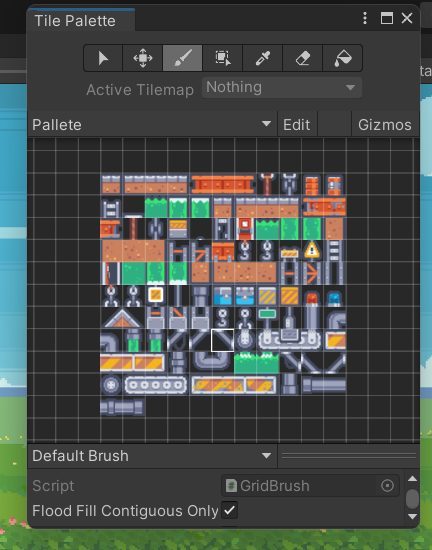 Tile Palette
Active Tilemap Nothing
Pallete Edit Gizmos
Default Brush
Script GridBrush
Flood Fill Contiguous Only